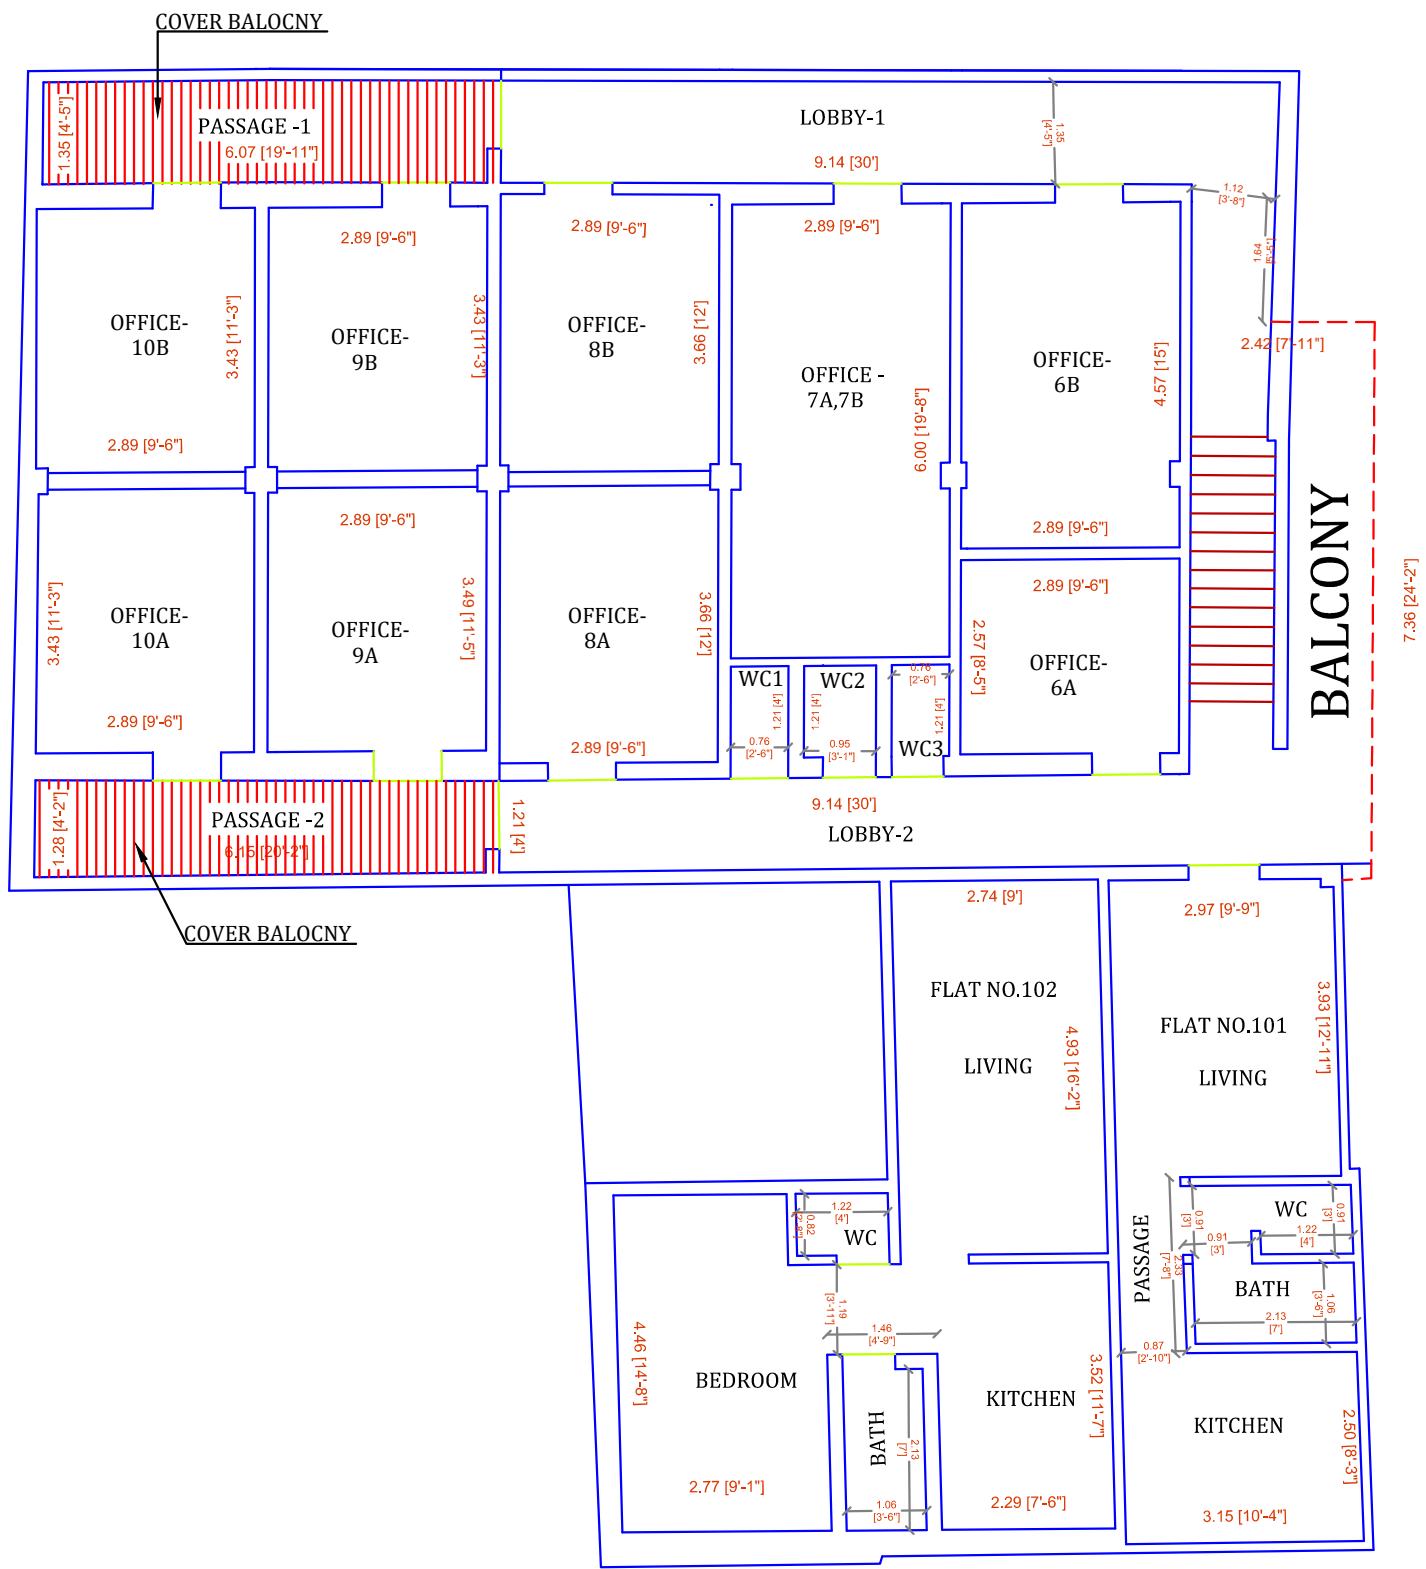 COVER BALOCNY
PASSAGE -1
6.07 [19'-11"]
1.35 [4'-5"]
LOBBY-1
9.14 [30']
1.35
[4'-5"]
1.12
[3'-8"]
1.64
[5'-5"]
2.42 [7'-11"]
2.89 [9'-6"]
2.89 [9'-6"]
2.89 [9'-6"]
OFFICE-
10B
3.43 [11'-3"]
2.89 [9'-6"]
OFFICE-
9B
3.43 [11'-3"]
OFFICE-
8B
3.66 [12']
OFFICE -
7A,7B
6.00 [19'-8"]
OFFICE-
6B
4.57 [15']
2.89 [9'-6"]
BALCONY
7.36 [24'-2"]
2.89 [9'-6"]
2.89 [9'-6"]
OFFICE-
10A
3.43 [11'-3"]
2.89 [9'-6"]
OFFICE-
9A
3.49 [11'-5"]
OFFICE-
8A
3.66 [12']
2.89 [9'-6"]
WC1
1.21 [4']
0.76
[2'-6"]
WC2
1.21 [4']
0.95
[3'-1"]
0.76
[2'-6"]
1.21 [4']
WC3
2.57 [8'-5"]
OFFICE-
6A
PASSAGE -2
6.15 [20'-2"]
1.28 [4'-2"]
1.21 [4']
9.14 [30']
LOBBY-2
COVER BALOCNY
2.74 [9']
2.97 [9'-9"]
FLAT NO.102
LIVING
4.93 [16'-2"]
FLAT NO.101
LIVING
3.93 [12'-11"]
WC
1.22
[4']
0.82
[2'-8"]
PASSAGE
2.33
[7'-8"]
0.91
[3']
0.91
[3']
WC
1.22
[4']
0.91
[3']
BATH
2.13
[7']
1.06
[3'-6"]
0.87
[2'-10"]
1.19
[3'-11"]
1.46
[4'-9"]
BEDROOM
4.46 [14'-8"]
2.77 [9'-1"]
BATH
2.13
[7']
1.06
[3'-6"]
KITCHEN
3.52 [11'-7"]
2.29 [7'-6"]
KITCHEN
2.50 [8'-3"]
3.15 [10'-4"]